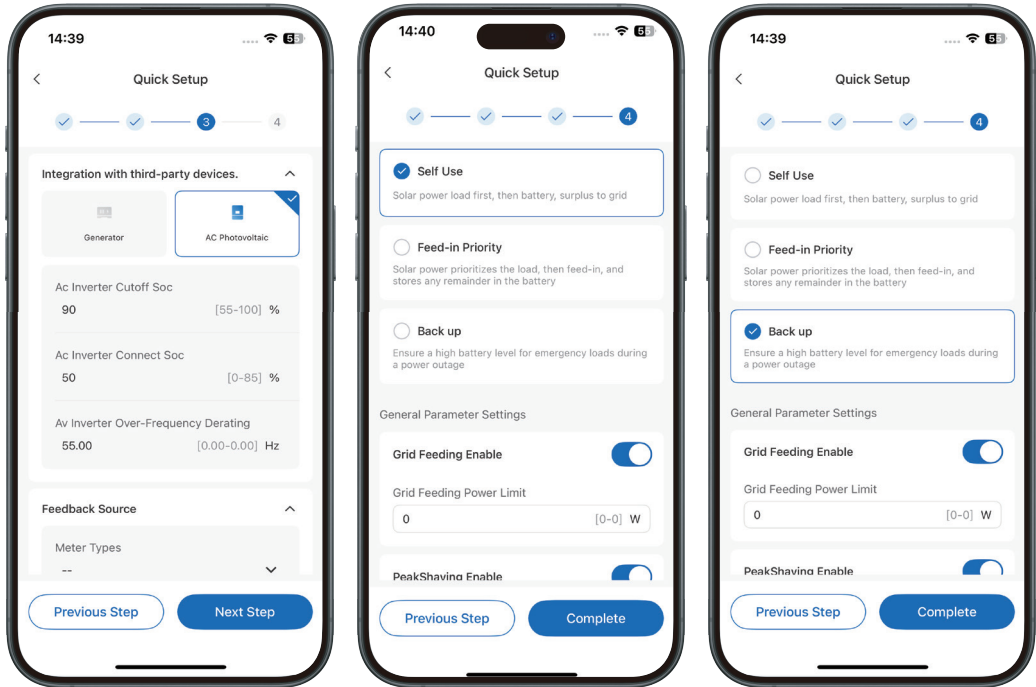 14:39
55
Quick Setup
3
4
Integration with third-party devices.
Generator
AC Photovoltaic
Ac Inverter Cutoff Soc
90 [55-100] %
Ac Inverter Connect Soc
50 [0-85] %
Av Inverter Over-Frequency Derating
55.00 [0.00-0.00] Hz
Feedback Source
Meter Types
--
Previous Step
Next Step
14:40
55
Quick Setup
4
Self Use
Solar power load first, then battery, surplus to grid
Feed-in Priority
Solar power prioritizes the load, then feed-in, and
stores any remainder in the battery
Back up
Ensure a high battery level for emergency loads during
a power outage
General Parameter Settings
Grid Feeding Enable
Grid Feeding Power Limit
0 [0-0] W
PeakShaving Enable
Previous Step
Complete
14:39
55
Quick Setup
4
Self Use
Solar power load first, then battery, surplus to grid
Feed-in Priority
Solar power prioritizes the load, then feed-in, and
stores any remainder in the battery
Back up
Ensure a high battery level for emergency loads during
a power outage
General Parameter Settings
Grid Feeding Enable
Grid Feeding Power Limit
0 [0-0] W
PeakShaving Enable
Previous Step
Complete